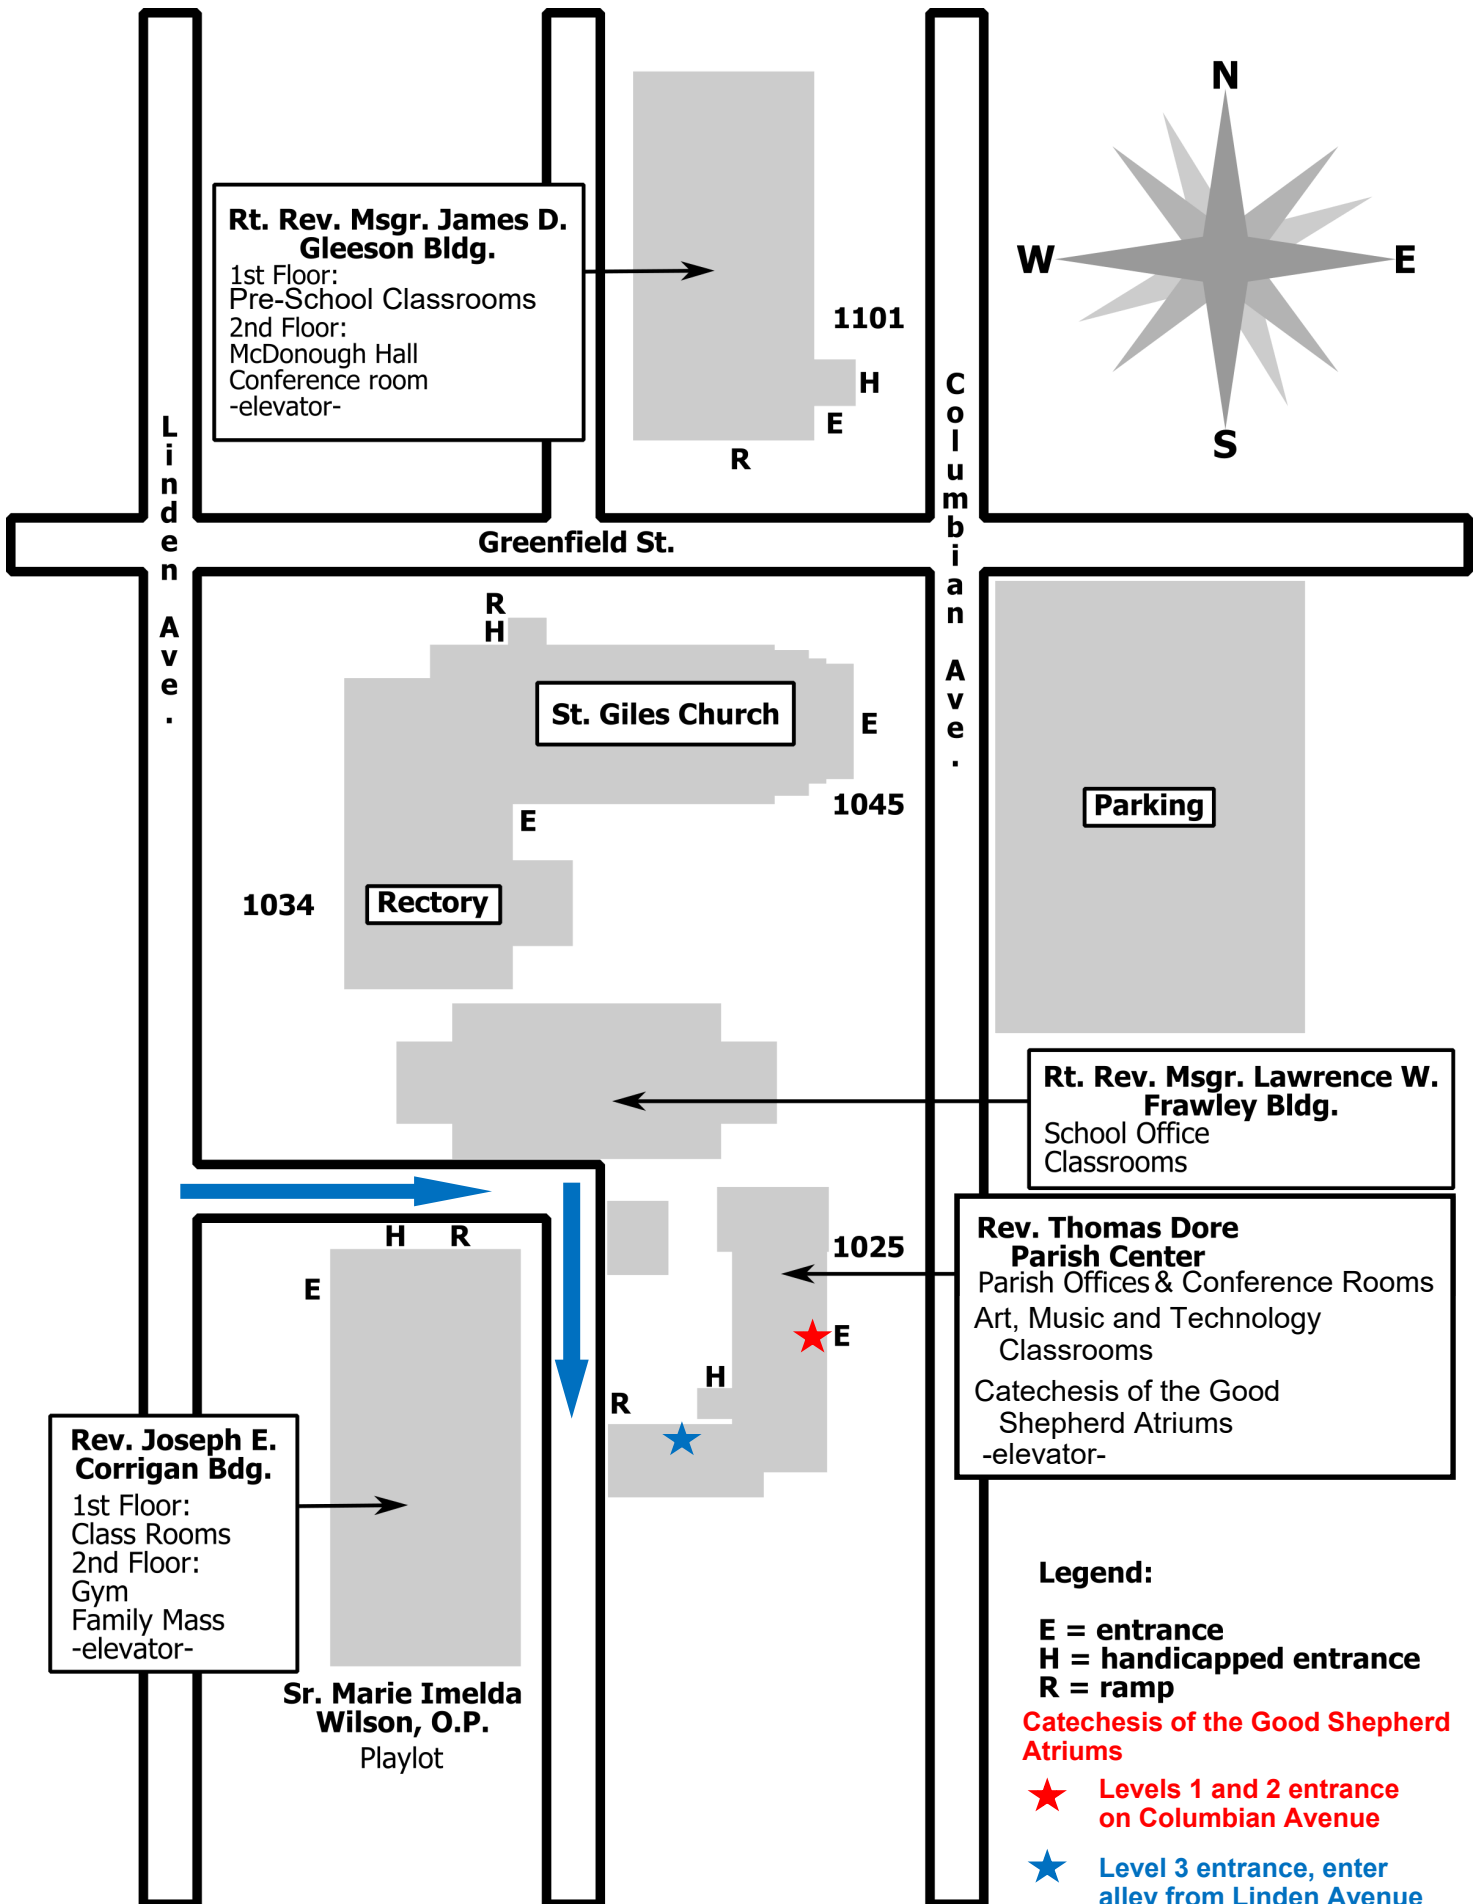 N
W
E
S
Rt. Rev. Msgr. James D.
Gleeson Bldg.
1st Floor:
Pre-School Classrooms
2nd Floor:
McDonough Hall
Conference room
-elevator-
1101
H
E
R
Linden Ave.
Columbian Ave.
Greenfield St.
R
H
St. Giles Church
E
1045
E
Parking
1034
Rectory
Rt. Rev. Msgr. Lawrence W.
Frawley Bldg.
School Office
Classrooms
H R
E
1025
Rev. Thomas Dore
Parish Center
Parish Offices & Conference Rooms
Art, Music and Technology
Classrooms
Catechesis of the Good
Shepherd Atriums
-elevator-
E
H
R
Rev. Joseph E.
Corrigan Bdg.
1st Floor:
Class Rooms
2nd Floor:
Gym
Family Mass
-elevator-
Sr. Marie Imelda
Wilson, O.P.
Playlot
Legend:
E = entrance
H = handicapped entrance
R = ramp
Catechesis of the Good Shepherd
Atriums
Levels 1 and 2 entrance
on Columbian Avenue
Level 3 entrance, enter
alley from Linden Avenue